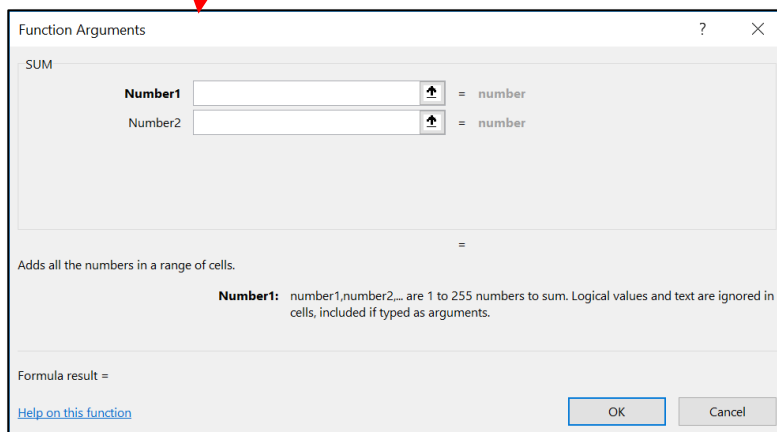 Function Arguments ?
SUM
Number1 = number
Number2 = number
=
Adds all the numbers in a range of cells.
Number1: number1,number2,... are 1 to 255 numbers to sum. Logical values and text are ignored in
cells, included if typed as arguments.
Formula result =
Help on this function OK Cancel